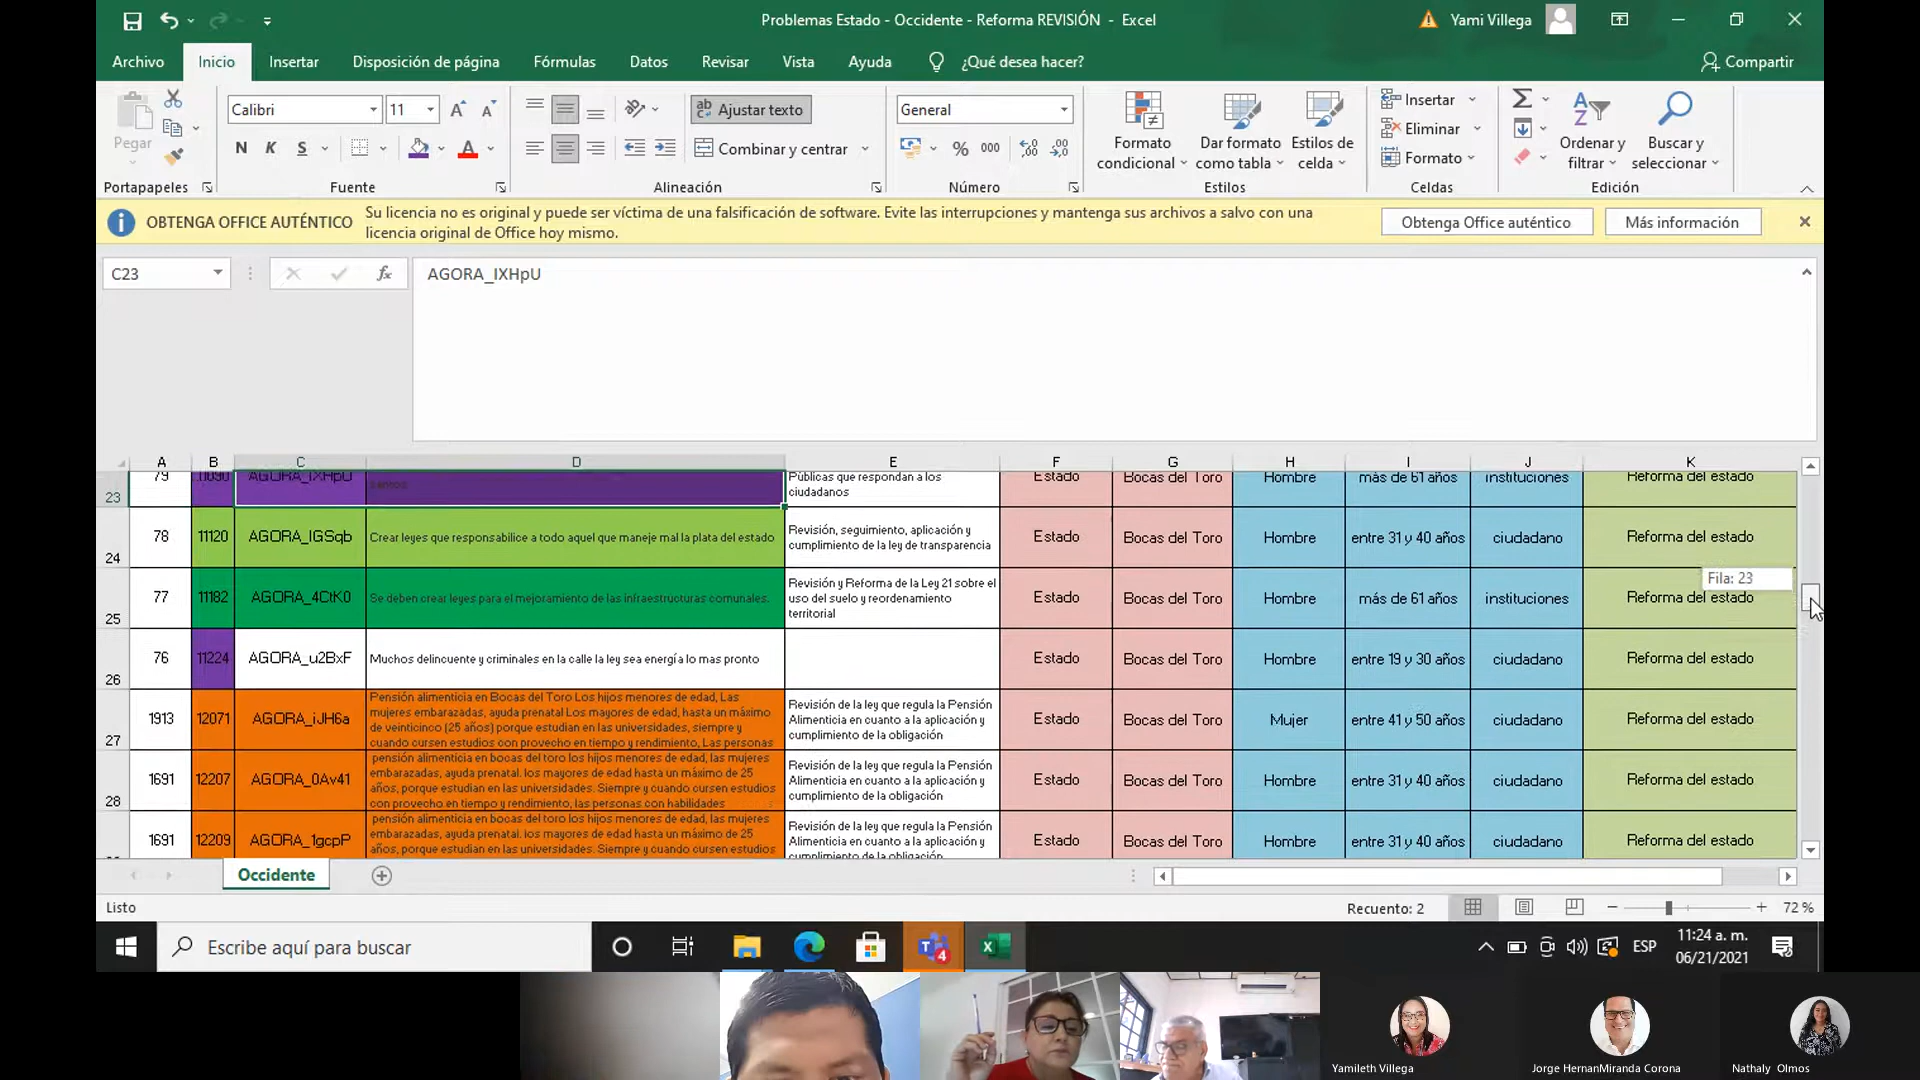 Problemas Estado - Occidente - Reforma REVISIÓN - Excel
Yami Villega
Archivo Inicio Insertar Disposición de página Fórmulas Datos Revisar Vista Ayuda ¿Qué desea hacer? Compartir
Pegar
Calibri 11
N K S
Ajustar texto
Combinar y centrar
General
% 000
Formato condicional
Dar formato como tabla
Estilos de celda
Insertar
Eliminar
Formato
Ordenar y filtrar
Buscar y seleccionar
Portapapeles Fuente Alineación Número Estilos Celdas Edición
OBTENGA OFFICE AUTÉNTICO Su licencia no es original y puede ser víctima de una falsificación de software. Evite las interrupciones y mantenga sus archivos a salvo con una
licencia original de Office hoy mismo.
Obtenga Office auténtico Más información
C23 fx AGORA_IXHpU
A B C D E F G H I J K
23 79 11090 AGORA_IXHpU Públicas que respondan a los ciudadanos Estado Bocas del Toro Hombre más de 61 años instituciones Reforma del estado
24 78 11120 AGORA_IGSqb Crear leyes que responsabilice a todo aquel que maneje mal la plata del estado Revisión, seguimiento, aplicación y cumplimiento de la ley de transparencia Estado Bocas del Toro Hombre entre 31 y 40 años ciudadano Reforma del estado
Fila: 23
25 77 11182 AGORA_4CtK0 Se deben crear leyes para el mejoramiento de las infraestructuras comunales. Revisión y Reforma de la Ley 21 sobre el uso del suelo y reordenamiento territorial Estado Bocas del Toro Hombre más de 61 años instituciones Reforma del estado
26 76 11224 AGORA_u2BxF Muchos delincuente y criminales en la calle la ley sea energía lo mas pronto Estado Bocas del Toro Hombre entre 19 y 30 años ciudadano Reforma del estado
27 1913 12071 AGORA_iJH6a Pensión alimenticia en Bocas del Toro Los hijos menores de edad, Las mujeres embarazadas, ayuda prenatal Los mayores de edad, hasta un máximo de veinticinco (25 años) porque estudian en las universidades, siempre y cuando cursen estudios con provecho en tiempo y rendimiento, Las personas Revisión de la ley que regula la Pensión Alimenticia en cuanto a la aplicación y cumplimiento de la obligación Estado Bocas del Toro Mujer entre 41 y 50 años ciudadano Reforma del estado
28 1691 12207 AGORA_0Av41 pensión alimenticia en bocas del toro los hijos menores de edad, las mujeres embarazadas, ayuda prenatal. los mayores de edad hasta un máximo de 25 años, porque estudian en las universidades. Siempre y cuando cursen estudios con provecho en tiempo y rendimiento, las personas con habilidades Revisión de la ley que regula la Pensión Alimenticia en cuanto a la aplicación y cumplimiento de la obligación Estado Bocas del Toro Hombre entre 31 y 40 años ciudadano Reforma del estado
1691 12209 AGORA_1gcpP pensión alimenticia en bocas del toro los hijos menores de edad, las mujeres embarazadas, ayuda prenatal. los mayores de edad hasta un máximo de 25 años, porque estudian en las universidades. Siempre y cuando cursen estudios Revisión de la ley que regula la Pensión Alimenticia en cuanto a la aplicación y cumplimiento de la obligación Estado Bocas del Toro Hombre entre 31 y 40 años ciudadano Reforma del estado
Occidente
Listo Recuento: 2 72 %
Escribe aquí para buscar
4
ESP
11:24 a. m.
06/21/2021
Yamileth Villega Jorge HernanMiranda Corona Nathaly Olmos